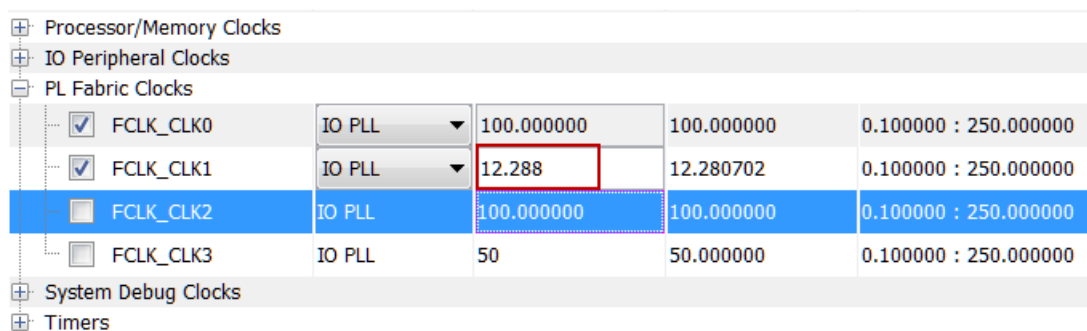 Processor/Memory Clocks
IO Peripheral Clocks
PL Fabric Clocks
FCLK_CLK0 IO PLL 100.000000 100.000000 0.100000 : 250.000000
FCLK_CLK1 IO PLL 12.288 12.280702 0.100000 : 250.000000
FCLK_CLK2 IO PLL 100.000000 100.000000 0.100000 : 250.000000
FCLK_CLK3 IO PLL 50 50.000000 0.100000 : 250.000000
System Debug Clocks
Timers